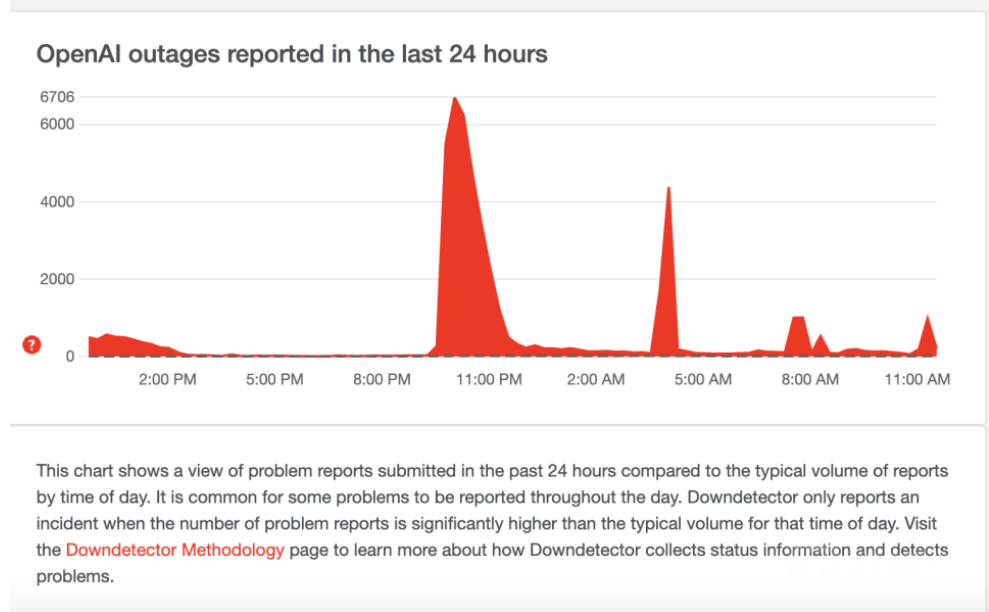 OpenAI outages reported in the last 24 hours
6706
6000
4000
2000
?
0
2:00 PM 5:00 PM 8:00 PM 11:00 PM 2:00 AM 5:00 AM 8:00 AM 11:00 AM
This chart shows a view of problem reports submitted in the past 24 hours compared to the typical volume of reports
by time of day. It is common for some problems to be reported throughout the day. Downdetector only reports an
incident when the number of problem reports is significantly higher than the typical volume for that time of day. Visit
the Downdetector Methodology page to learn more about how Downdetector collects status information and detects
problems.